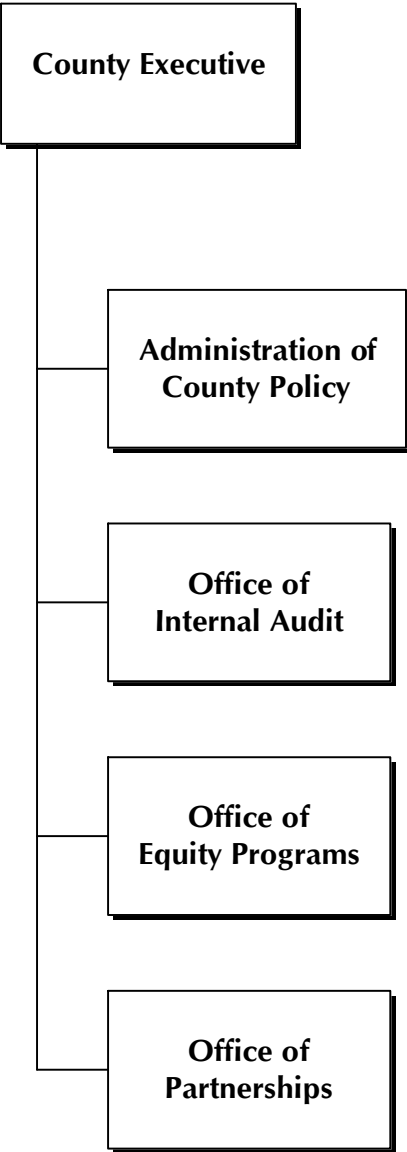 County Executive
Administration of
County Policy
Office of
Internal Audit
Office of
Equity Programs
Office of
Partnerships